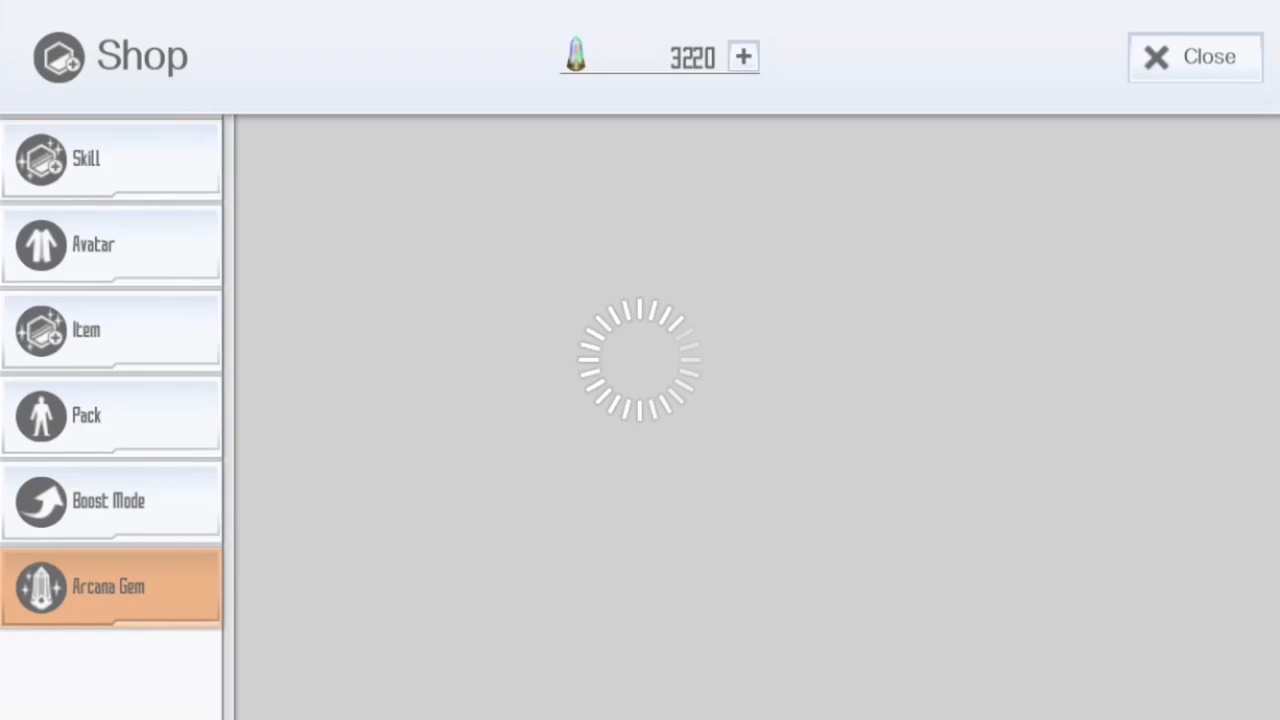 Shop
3220
Close
Skill
Avatar
Item
Pack
Boost Mode
Arcana Gem